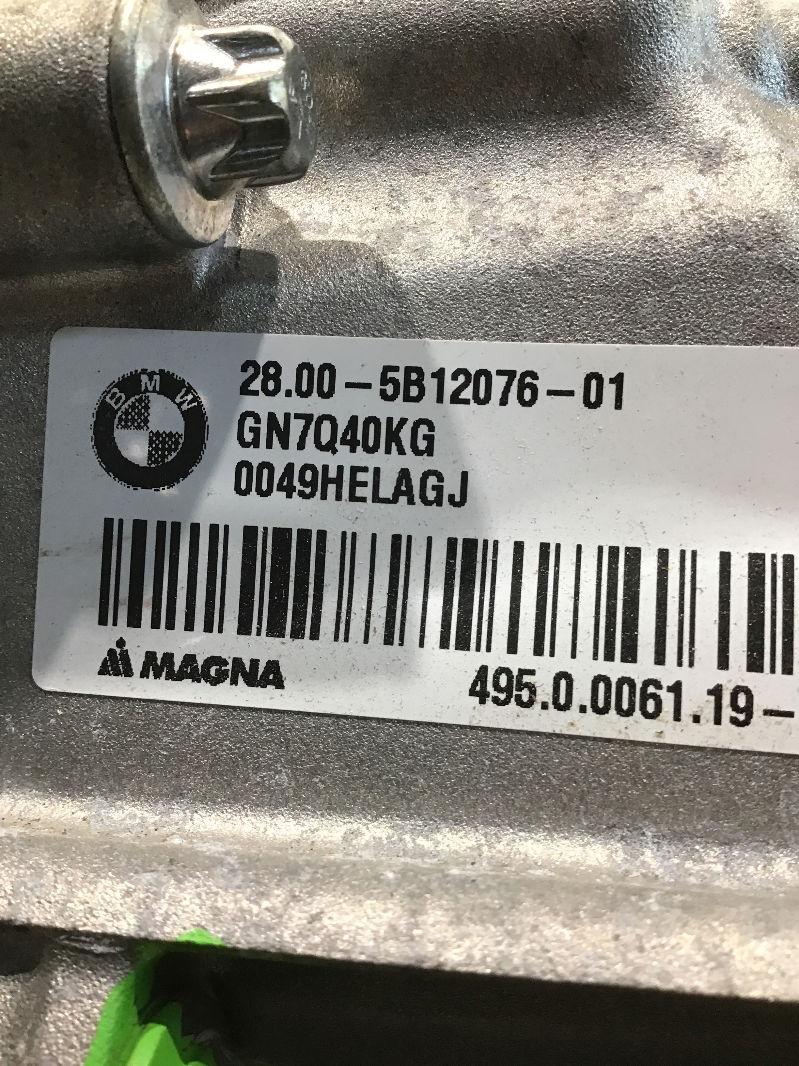 BMW
28.00-5B12076-01
GN7Q40KG
0049HELAGJ
MAGNA
495.0.0061.19-